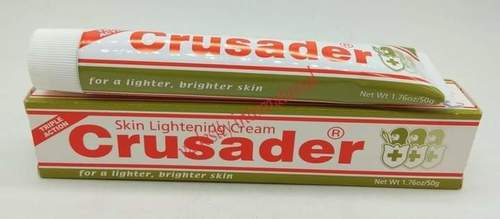 Crusader®
for a lighter, brighter skin
Net Wt 1.76oz/50g
TRIPLE
ACTION
Skin Lightening Cream
Crusader®
for a lighter, brighter skin
Net Wt 1.76oz/50g